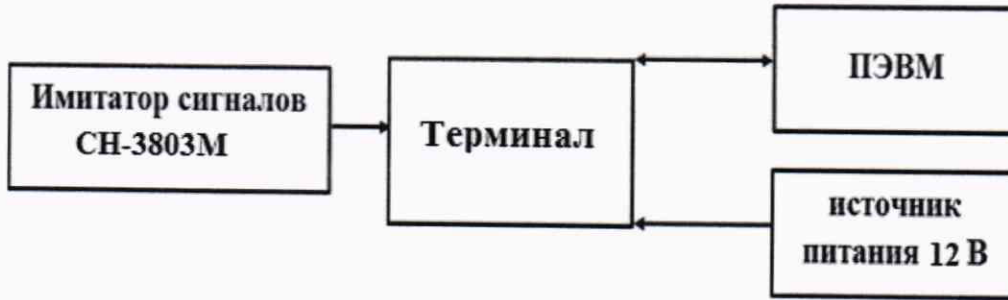 Имитатор сигналов
СН-3803М
Терминал
ПЭВМ
источник
питания 12 В